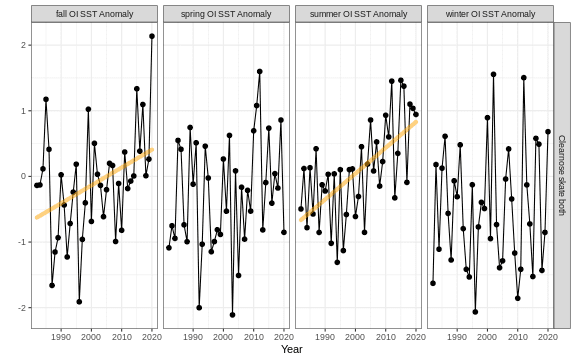 fall OI SST Anomaly spring OI SST Anomaly summer OI SST Anomaly winter OI SST Anomaly
2
1
0
-1
-2
Clearnose skate both
1990 2000 2010 2020 1990 2000 2010 2020 1990 2000 2010 2020 1990 2000 2010 2020
Year